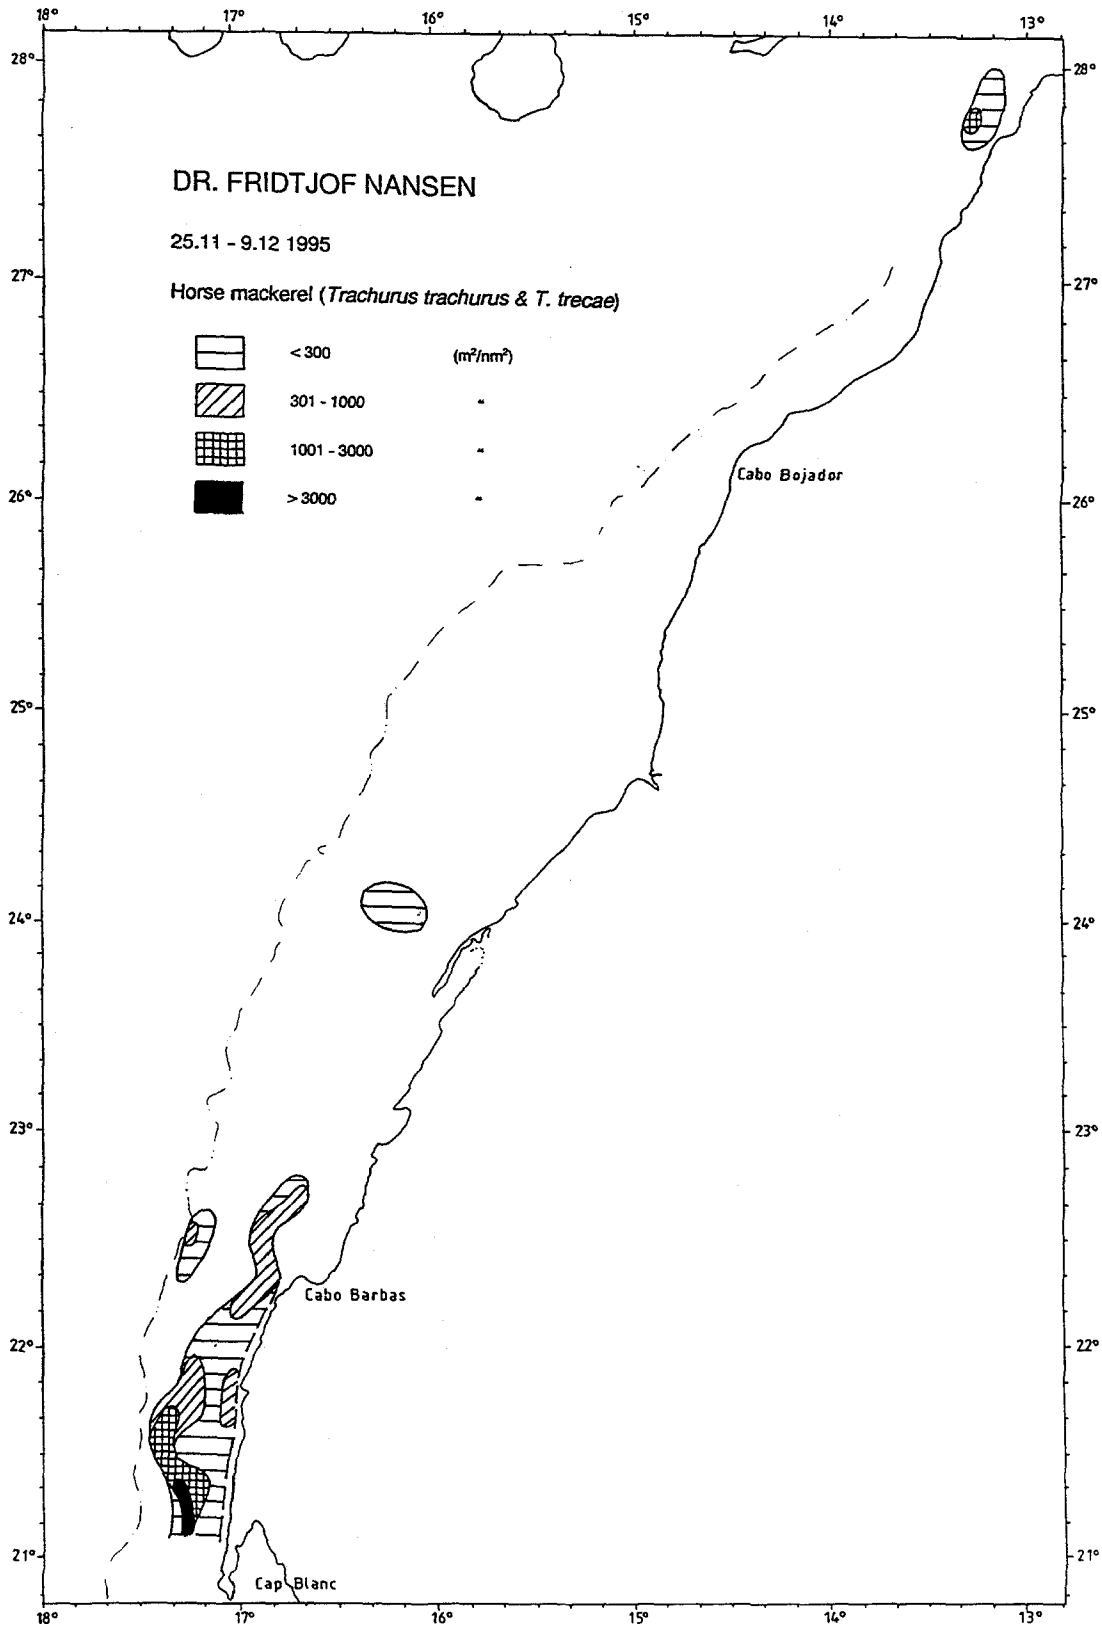 18° 17° 16° 15° 14° 13°
28° 28°
DR. FRIDTJOF NANSEN
25.11 - 9.12 1995
27° 27°
Horse mackerel (Trachurus trachurus & T. trecae)
<300 (m²/nm²)
301 - 1000 "
1001 - 3000 "
>3000 "
Cabo Bojador
26° 26°
25° 25°
24° 24°
23° 23°
Cabo Barbas
22° 22°
21° 21°
Cap Blanc
18° 17° 16° 15° 14° 13°